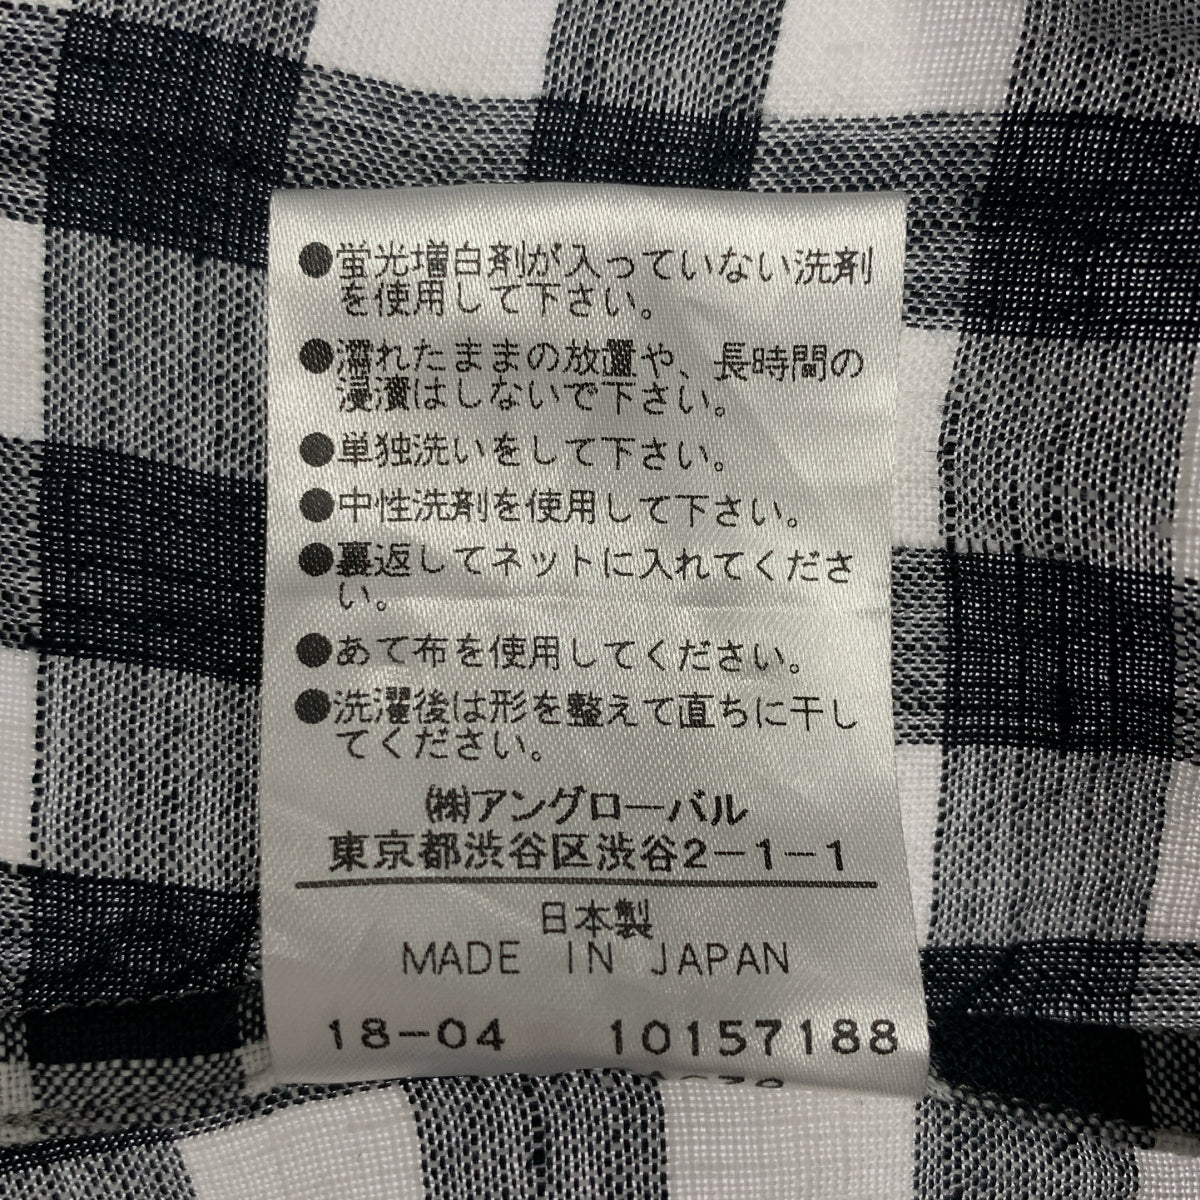 ●蛍光増白剤が入っていない洗剤
を使用して下さい。
●濡れたままの放置や、長時間の
浸漬はしないで下さい。
●単独洗いをして下さい。
●中性洗剤を使用して下さい。
●裏返してネットに入れてくださ
い。
●あて布を使用してください。
●洗濯後は形を整えて直ちに干し
てください。
㈱アングローバル
東京都渋谷区渋谷2-1-1
日本製
MADE IN JAPAN
18-04 10157188